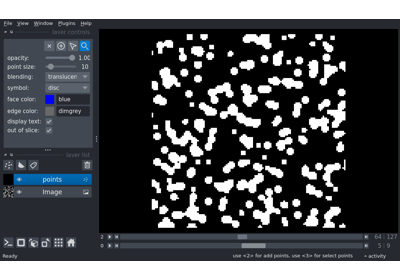 File View Window Plugins Help
layer controls
opacity: 1.00
point size: 10
blending: translucen
symbol: disc
face color: blue
edge color: dimgrey
display text:
out of slice:
layer list
points
Image
2 64 127
0 5 9
Ready use <2> for add points, use <3> for select points activity